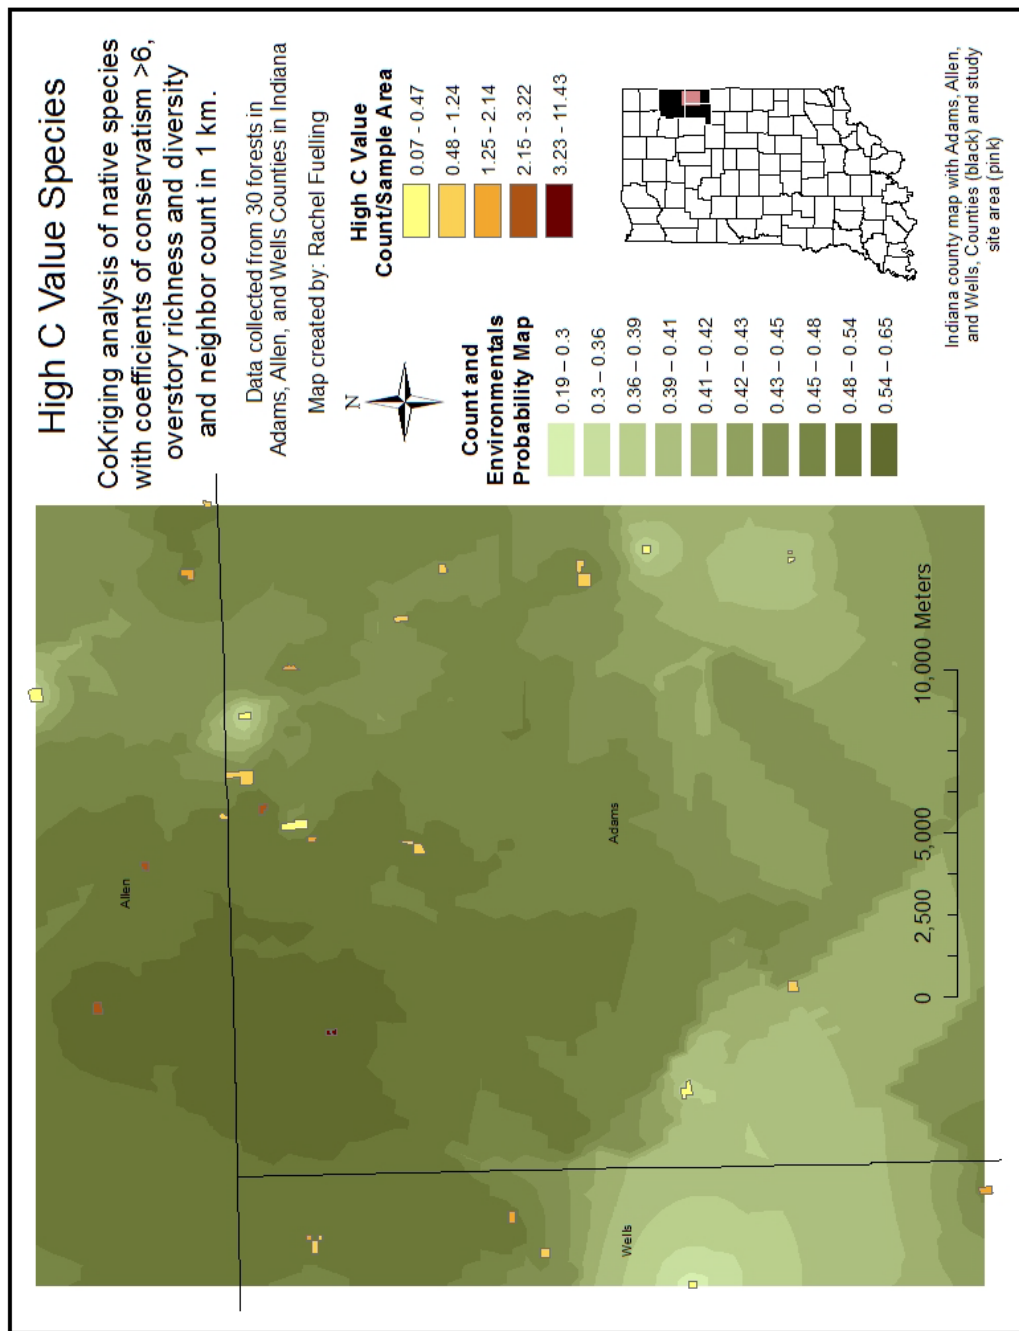 High C Value Species
CoKriging analysis of native species
with coefficients of conservatism >6,
overstory richness and diversity
and neighbor count in 1 km.
Data collected from 30 forests in
Adams, Allen, and Wells Counties in Indiana
Map created by: Rachel Fuelling
N
High C Value
Count/Sample Area
0.07 - 0.47
0.48 - 1.24
1.25 - 2.14
2.15 - 3.22
3.23 - 11.43
Count and
Environmentals
Probability Map
0.19 – 0.3
0.3 – 0.36
0.36 – 0.39
0.39 – 0.41
0.41 – 0.42
0.42 – 0.43
0.43 – 0.45
0.45 – 0.48
0.48 – 0.54
0.54 – 0.65
Indiana county map with Adams, Allen,
and Wells, Counties (black) and study
site area (pink)
Allen
Adams
Wells
0 2,500 5,000 10,000 Meters